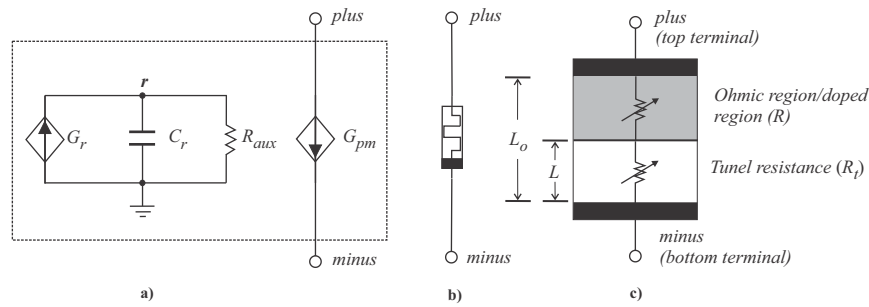 plus
r
G_r
C_r
R_aux
G_pm
minus
a)
plus
minus
b)
plus
(top terminal)
L_o
L
Ohmic region/doped
region (R)
Tunel resistance (R_t)
minus
(bottom terminal)
c)